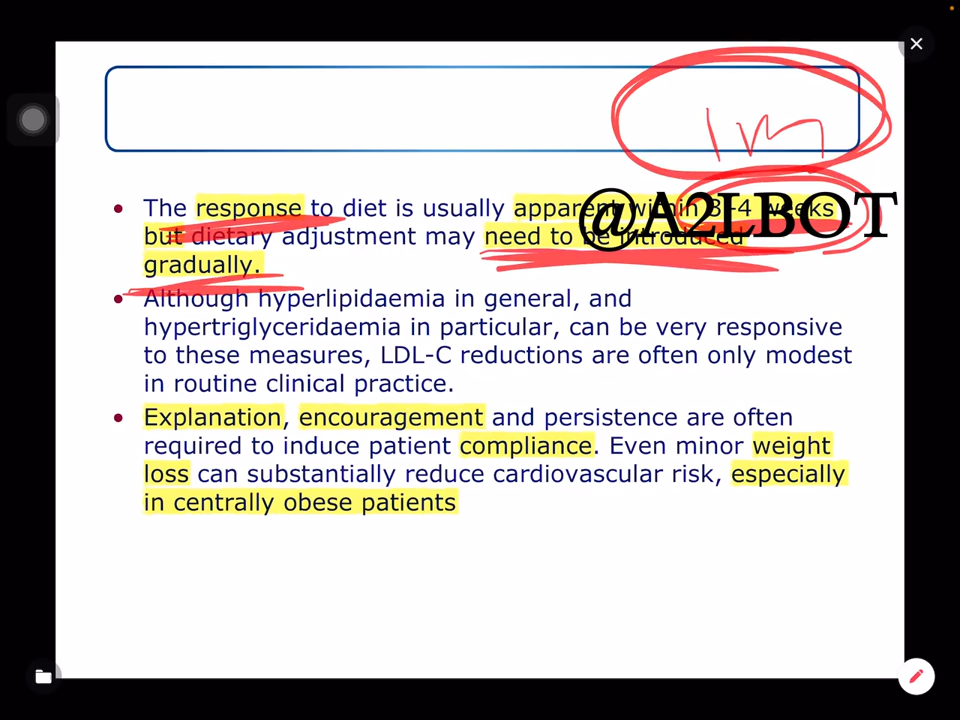 1 m
• The response to diet is usually apparent within 3-4 weeks
@A2LBOT
but dietary adjustment may need to be introduced
gradually.
• Although hyperlipidaemia in general, and
hypertriglyceridaemia in particular, can be very responsive
to these measures, LDL-C reductions are often only modest
in routine clinical practice.
• Explanation, encouragement and persistence are often
required to induce patient compliance. Even minor weight
loss can substantially reduce cardiovascular risk, especially
in centrally obese patients